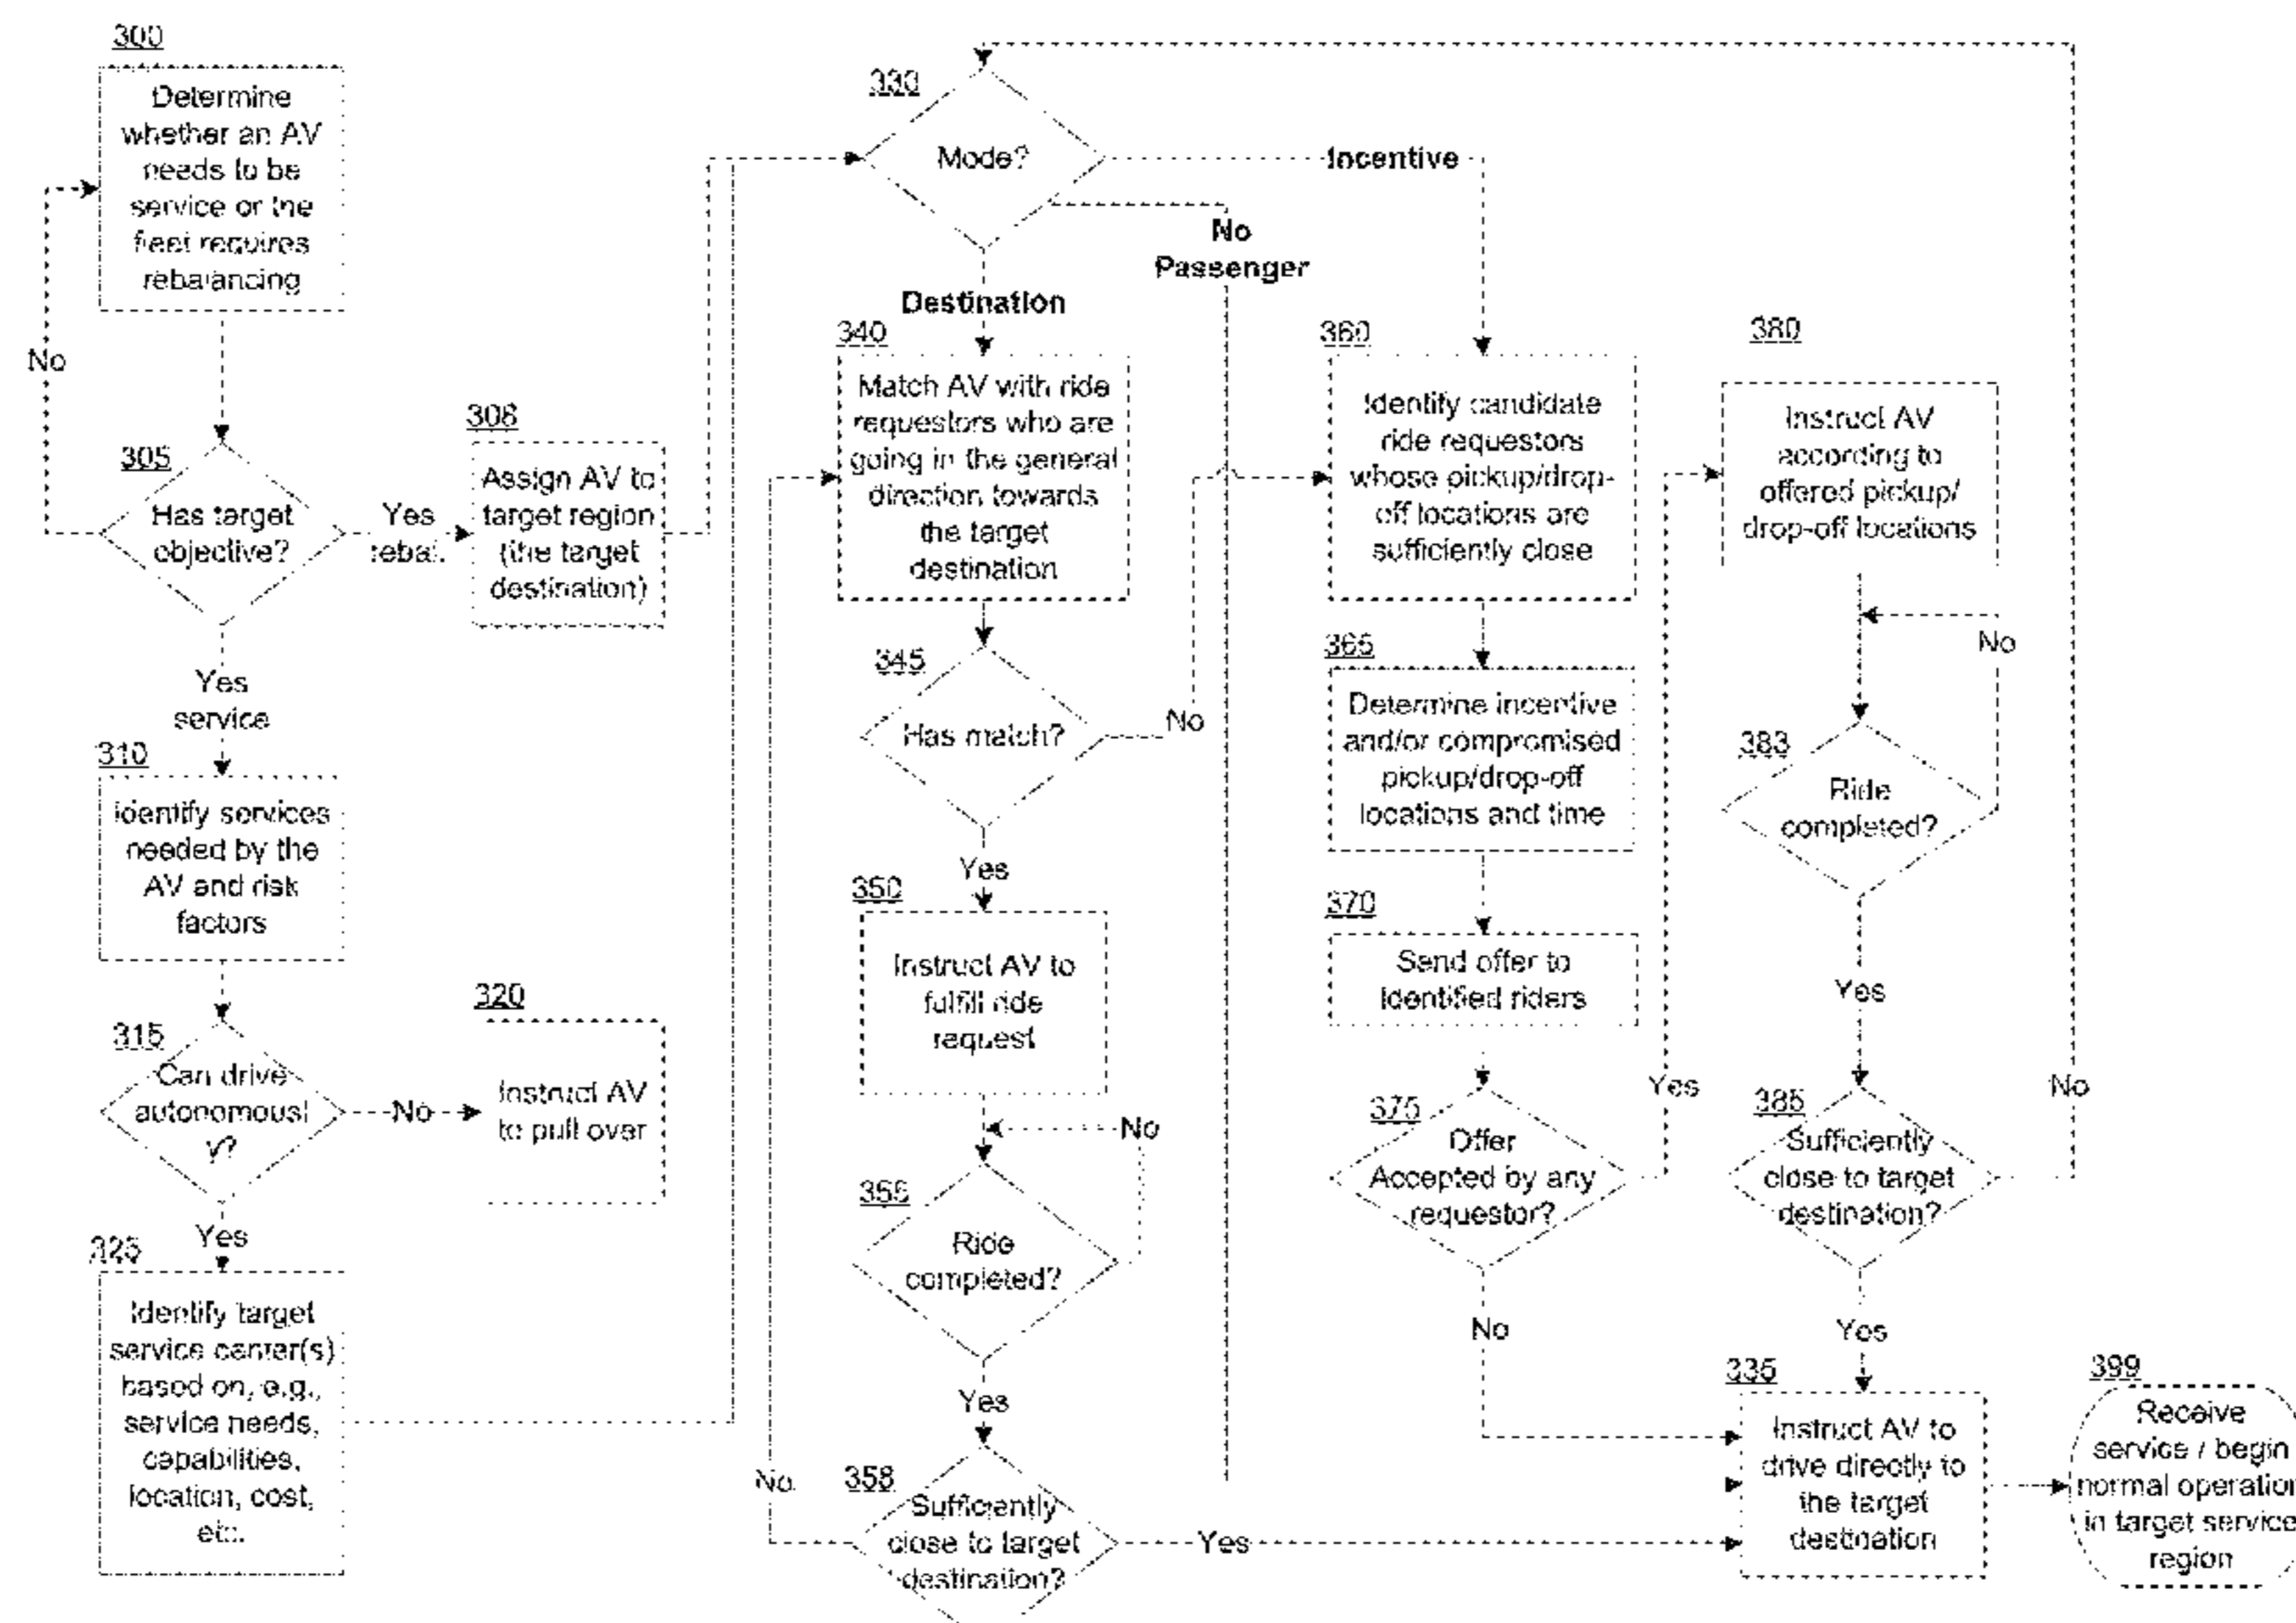 300
Determine
whether an AV
needs to be
service or the
fleet requires
rebalancing
No
305
Has target
objective?
Yes
rebal.
308
Assign AV to
target region
(the target
destination)
Yes
service
310
Identify services
needed by the
AV and risk
factors
315
Can drive
autonomousl
y?
No
320
Instruct AV
to pull over
Yes
325
Identify target
service center(s)
based on, e.g.,
service needs,
capabilities,
location, cost,
etc.
330
Mode?
Incentive
No
Passenger
Destination
340
Match AV with ride
requestors who are
going in the general
direction towards
the target
destination
345
Has match?
No
Yes
350
Instruct AV to
fulfill ride
request
No
355
Ride
completed?
Yes
358
Sufficiently
close to target
destination?
No
Yes
360
Identify candidate
ride requestors
whose pickup/drop-
off locations are
sufficiently close
365
Determine incentive
and/or compromised
pickup/drop-off
locations and time
370
Send offer to
identified riders
375
Offer
Accepted by any
requestor?
Yes
No
380
Instruct AV
according to
offered pickup/
drop-off locations
No
383
Ride
completed?
Yes
385
Sufficiently
close to target
destination?
No
Yes
335
Instruct AV to
drive directly to
the target
destination
399
Receive
service / begin
normal operation
in target service
region